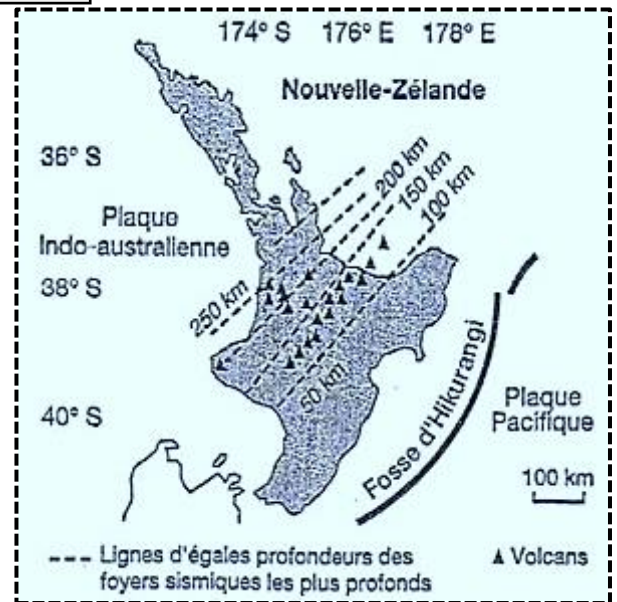 174° S 176° E 178° E
Nouvelle-Zélande
36° S
200 km
150 km
100 km
Plaque
Indo-australienne
38° S
250 km
50 km
Fosse d'Hikurangi
Plaque
Pacifique
40° S
100 km
--- Lignes d'égales profondeurs des
foyers sismiques les plus profonds
▲ Volcans